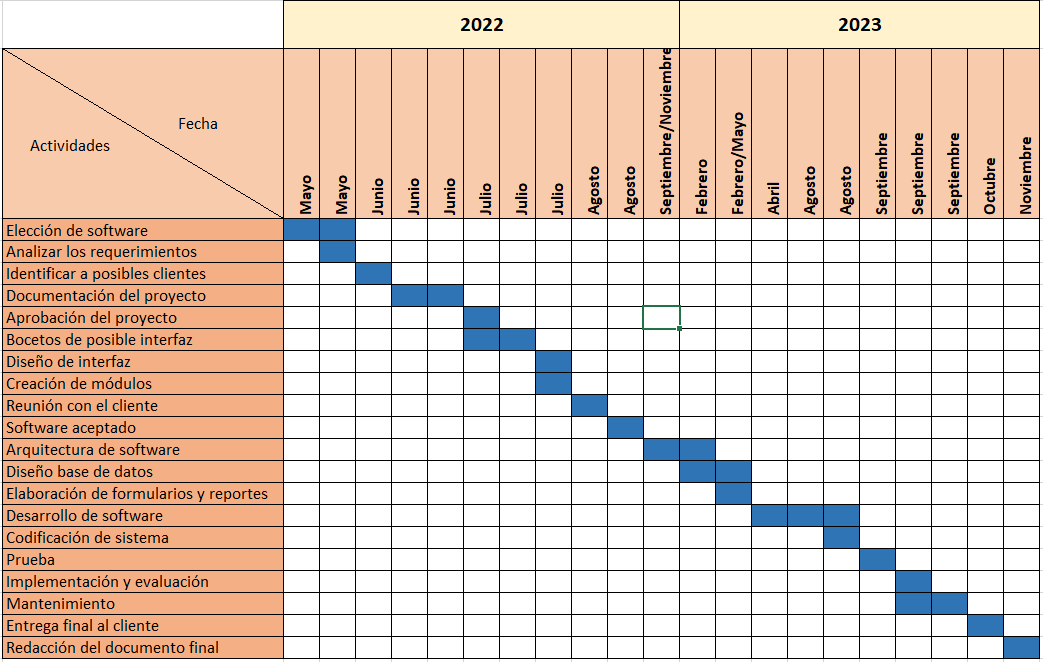 2022 2023
Fecha
Actividades
Mayo Mayo Junio Junio Junio Julio Julio Julio Agosto Agosto Septiembre/Noviembre Febrero Febrero/Mayo Abril Agosto Agosto Septiembre Septiembre Septiembre Octubre Noviembre
Elección de software
Analizar los requerimientos
Identificar a posibles clientes
Documentación del proyecto
Aprobación del proyecto
Bocetos de posible interfaz
Diseño de interfaz
Creación de módulos
Reunión con el cliente
Software aceptado
Arquitectura de software
Diseño base de datos
Elaboración de formularios y reportes
Desarrollo de software
Codificación de sistema
Prueba
Implementación y evaluación
Mantenimiento
Entrega final al cliente
Redacción del documento final